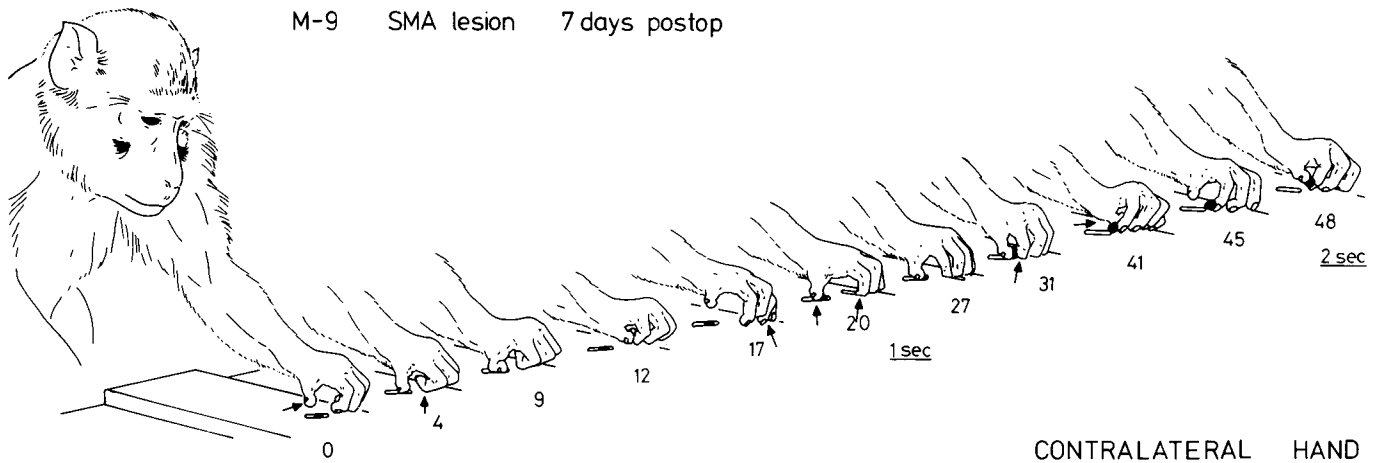 M-9 SMA lesion 7 days postop
0
4
9
12
17
20
1 sec
27
31
41
45
48
2 sec
CONTRALATERAL HAND